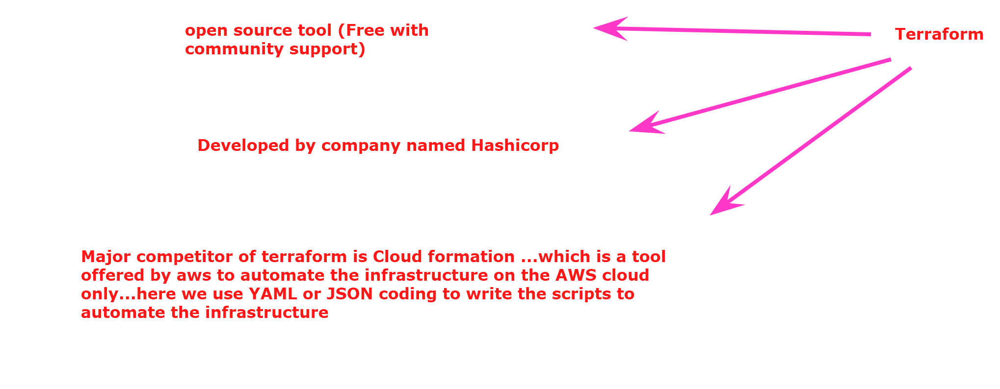 open source tool (Free with
community support)
Terraform
Developed by company named Hashicorp
Major competitor of terraform is Cloud formation ...which is a tool
offered by aws to automate the infrastructure on the AWS cloud
only...here we use YAML or JSON coding to write the scripts to
automate the infrastructure